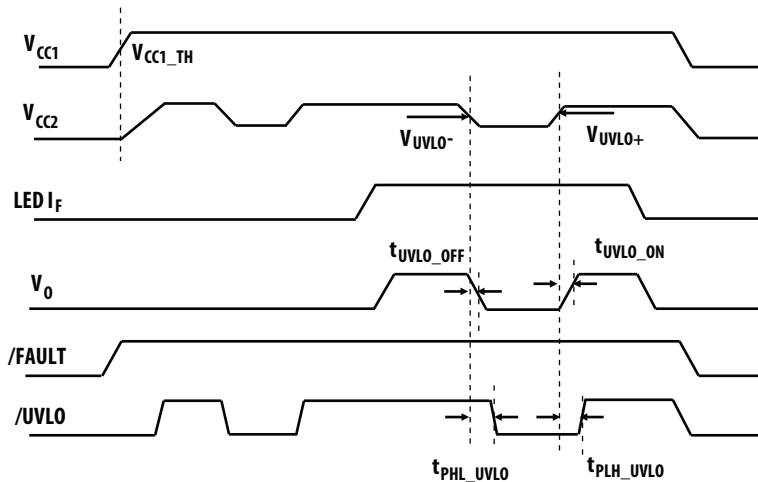 VCC1
VCC1_TH
VCC2
VUVLO-
VUVLO+
LED IF
tUVLO_OFF
tUVLO_ON
VO
/FAULT
/UVLO
tPHL_UVLO
tPLH_UVLO